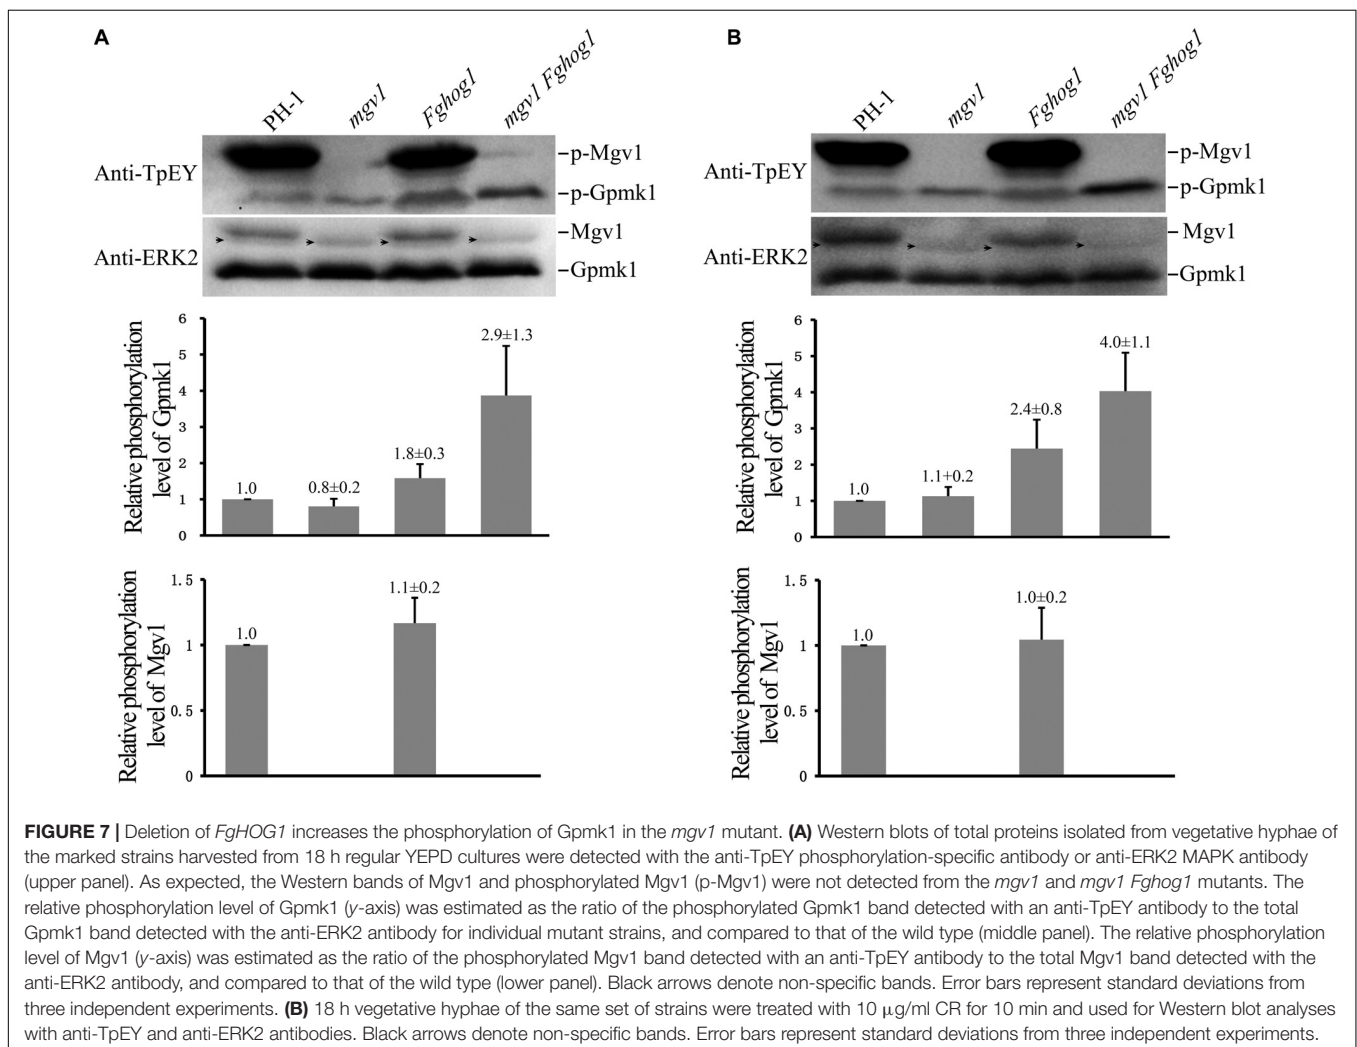 A
PH-1
mgv1
Fghog1
mgv1 Fghog1
Anti-TpEY
p-Mgv1
p-Gpmk1
Anti-ERK2
Mgv1
Gpmk1
Relative phosphorylation
level of Gpmk1
6
5
4
3
2
1
0
1.0
0.8±0.2
1.8±0.3
2.9±1.3
Relative phosphorylation
level of Mgv1
1.5
1
0.5
0
1.0
1.1±0.2
B
PH-1
mgv1
Fghog1
mgv1 Fghog1
Anti-TpEY
p-Mgv1
p-Gpmk1
Anti-ERK2
Mgv1
Gpmk1
Relative phosphorylation
level of Gpmk1
6
5
4
3
2
1
0
1.0
1.1+0.2
2.4±0.8
4.0±1.1
Relative phosphorylation
level of Mgv1
1.5
1
0.5
0
1.0
1.0±0.2
FIGURE 7 | Deletion of FgHOG1 increases the phosphorylation of Gpmk1 in the mgv1 mutant. (A) Western blots of total proteins isolated from vegetative hyphae of
the marked strains harvested from 18 h regular YEPD cultures were detected with the anti-TpEY phosphorylation-specific antibody or anti-ERK2 MAPK antibody
(upper panel). As expected, the Western bands of Mgv1 and phosphorylated Mgv1 (p-Mgv1) were not detected from the mgv1 and mgv1 Fghog1 mutants. The
relative phosphorylation level of Gpmk1 (y-axis) was estimated as the ratio of the phosphorylated Gpmk1 band detected with an anti-TpEY antibody to the total
Gpmk1 band detected with the anti-ERK2 antibody for individual mutant strains, and compared to that of the wild type (middle panel). The relative phosphorylation
level of Mgv1 (y-axis) was estimated as the ratio of the phosphorylated Mgv1 band detected with an anti-TpEY antibody to the total Mgv1 band detected with the
anti-ERK2 antibody, and compared to that of the wild type (lower panel). Black arrows denote non-specific bands. Error bars represent standard deviations from
three independent experiments. (B) 18 h vegetative hyphae of the same set of strains were treated with 10 μg/ml CR for 10 min and used for Western blot analyses
with anti-TpEY and anti-ERK2 antibodies. Black arrows denote non-specific bands. Error bars represent standard deviations from three independent experiments.